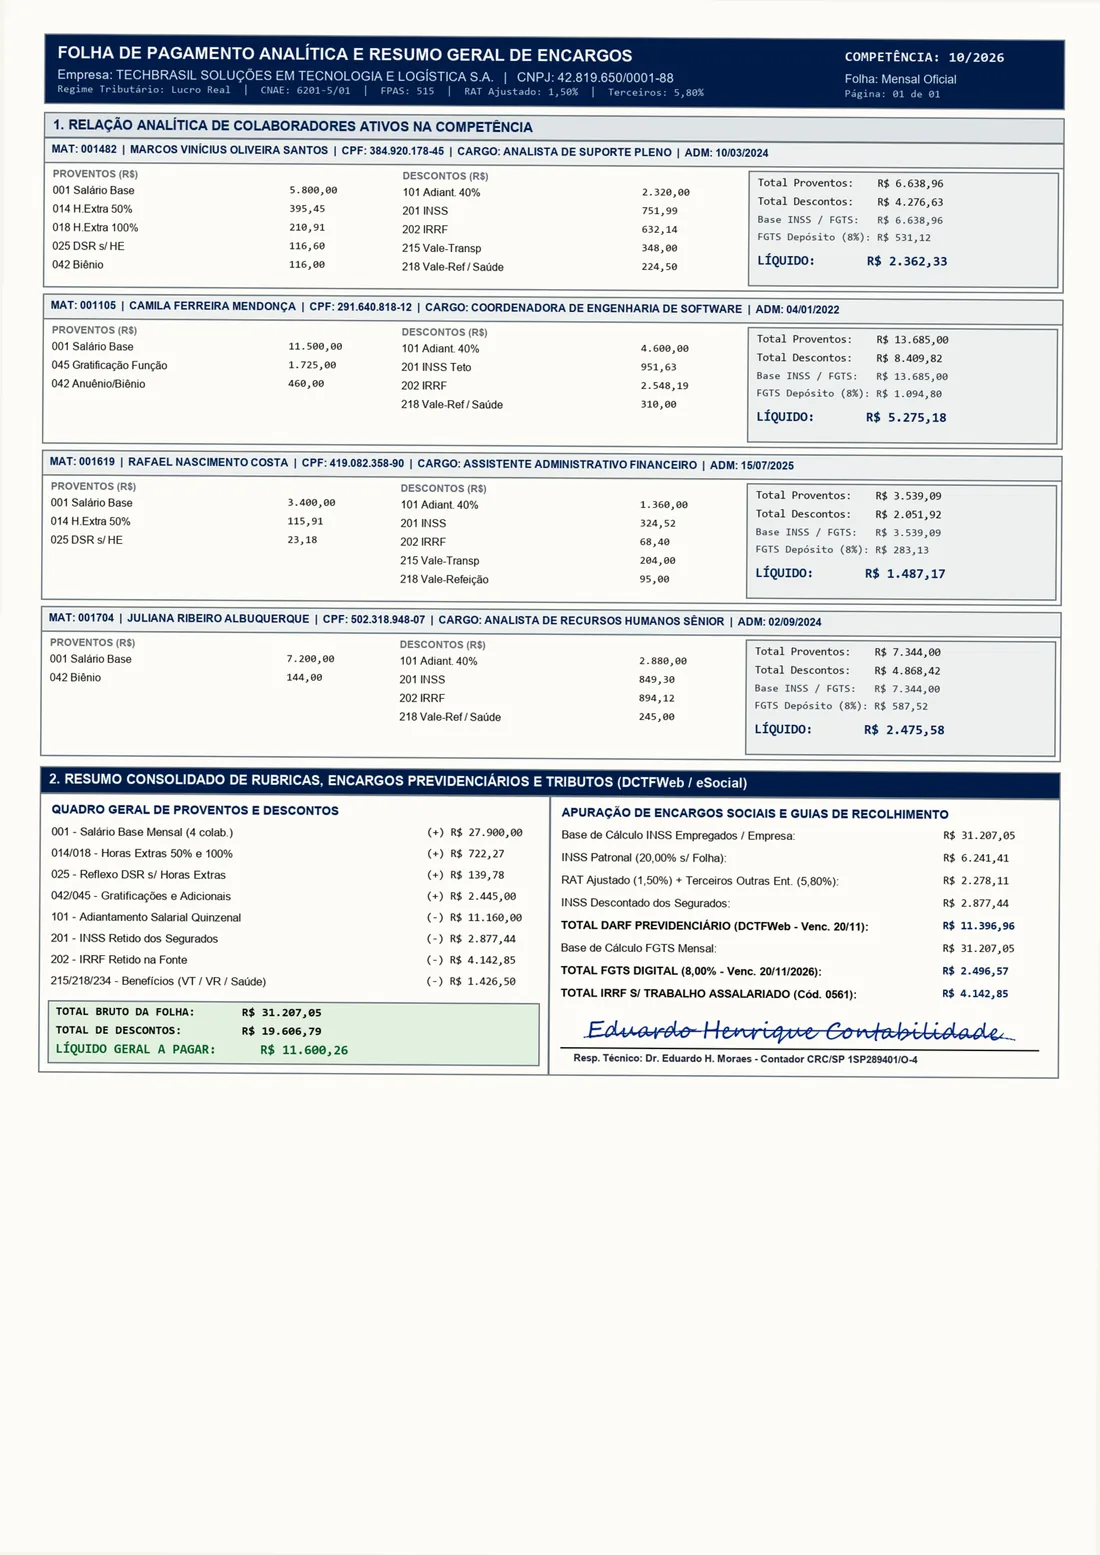 FOLHA DE PAGAMENTO ANALÍTICA E RESUMO GERAL DE ENCARGOS
COMPETÊNCIA: 10/2026
Empresa: TECHBRASIL SOLUÇÕES EM TECNOLOGIA E LOGÍSTICA S.A. | CNPJ: 42.819.650/0001-88
Folha: Mensal Oficial
Regime Tributário: Lucro Real | CNAE: 6201-5/01 | FPAS: 515 | RAT Ajustado: 1,50% | Terceiros: 5,80%
Página: 01 de 01
1. RELAÇÃO ANALÍTICA DE COLABORADORES ATIVOS NA COMPETÊNCIA
MAT: 001482 | MARCOS VINÍCIUS OLIVEIRA SANTOS | CPF: 384.920.178-45 | CARGO: ANALISTA DE SUPORTE PLENO | ADM: 10/03/2024
PROVENTOS (R$)
001 Salário Base 5.800,00
014 H.Extra 50% 395,45
018 H.Extra 100% 210,91
025 DSR s/ HE 116,60
042 Biênio 116,00
DESCONTOS (R$)
101 Adiant. 40% 2.320,00
201 INSS 751,99
202 IRRF 632,14
215 Vale-Transp 348,00
218 Vale-Ref / Saúde 224,50
Total Proventos: R$ 6.638,96
Total Descontos: R$ 4.276,63
Base INSS / FGTS: R$ 6.638,96
FGTS Depósito (8%): R$ 531,12
LÍQUIDO: R$ 2.362,33
MAT: 001105 | CAMILA FERREIRA MENDONÇA | CPF: 291.640.818-12 | CARGO: COORDENADORA DE ENGENHARIA DE SOFTWARE | ADM: 04/01/2022
PROVENTOS (R$)
001 Salário Base 11.500,00
045 Gratificação Função 1.725,00
042 Anuênio/Biênio 460,00
DESCONTOS (R$)
101 Adiant. 40% 4.600,00
201 INSS Teto 951,63
202 IRRF 2.548,19
218 Vale-Ref / Saúde 310,00
Total Proventos: R$ 13.685,00
Total Descontos: R$ 8.409,82
Base INSS / FGTS: R$ 13.685,00
FGTS Depósito (8%): R$ 1.094,80
LÍQUIDO: R$ 5.275,18
MAT: 001619 | RAFAEL NASCIMENTO COSTA | CPF: 419.082.358-90 | CARGO: ASSISTENTE ADMINISTRATIVO FINANCEIRO | ADM: 15/07/2025
PROVENTOS (R$)
001 Salário Base 3.400,00
014 H.Extra 50% 115,91
025 DSR s/ HE 23,18
DESCONTOS (R$)
101 Adiant. 40% 1.360,00
201 INSS 324,52
202 IRRF 68,40
215 Vale-Transp 204,00
218 Vale-Refeição 95,00
Total Proventos: R$ 3.539,09
Total Descontos: R$ 2.051,92
Base INSS / FGTS: R$ 3.539,09
FGTS Depósito (8%): R$ 283,13
LÍQUIDO: R$ 1.487,17
MAT: 001704 | JULIANA RIBEIRO ALBUQUERQUE | CPF: 502.318.948-07 | CARGO: ANALISTA DE RECURSOS HUMANOS SÊNIOR | ADM: 02/09/2024
PROVENTOS (R$)
001 Salário Base 7.200,00
042 Biênio 144,00
DESCONTOS (R$)
101 Adiant. 40% 2.880,00
201 INSS 849,30
202 IRRF 894,12
218 Vale-Ref / Saúde 245,00
Total Proventos: R$ 7.344,00
Total Descontos: R$ 4.868,42
Base INSS / FGTS: R$ 7.344,00
FGTS Depósito (8%): R$ 587,52
LÍQUIDO: R$ 2.475,58
2. RESUMO CONSOLIDADO DE RUBRICAS, ENCARGOS PREVIDENCIÁRIOS E TRIBUTOS (DCTFWeb / eSocial)
QUADRO GERAL DE PROVENTOS E DESCONTOS
001 - Salário Base Mensal (4 colab.) (+) R$ 27.900,00
014/018 - Horas Extras 50% e 100% (+) R$ 722,27
025 - Reflexo DSR s/ Horas Extras (+) R$ 139,78
042/045 - Gratificações e Adicionais (+) R$ 2.445,00
101 - Adiantamento Salarial Quinzenal (-) R$ 11.160,00
201 - INSS Retido dos Segurados (-) R$ 2.877,44
202 - IRRF Retido na Fonte (-) R$ 4.142,85
215/218/234 - Benefícios (VT / VR / Saúde) (-) R$ 1.426,50
TOTAL BRUTO DA FOLHA: R$ 31.207,05
TOTAL DE DESCONTOS: R$ 19.606,79
LÍQUIDO GERAL A PAGAR: R$ 11.600,26
APURAÇÃO DE ENCARGOS SOCIAIS E GUIAS DE RECOLHIMENTO
Base de Cálculo INSS Empregados / Empresa: R$ 31.207,05
INSS Patronal (20,00% s/ Folha): R$ 6.241,41
RAT Ajustado (1,50%) + Terceiros Outras Ent. (5,80%): R$ 2.278,11
INSS Descontado dos Segurados: R$ 2.877,44
TOTAL DARF PREVIDENCIÁRIO (DCTFWeb - Venc. 20/11): R$ 11.396,96
Base de Cálculo FGTS Mensal: R$ 31.207,05
TOTAL FGTS DIGITAL (8,00% - Venc. 20/11/2026): R$ 2.496,57
TOTAL IRRF S/ TRABALHO ASSALARIADO (Cód. 0561): R$ 4.142,85
Eduardo Henrique Contabilidade
Resp. Técnico: Dr. Eduardo H. Moraes - Contador CRC/SP 1SP289401/O-4